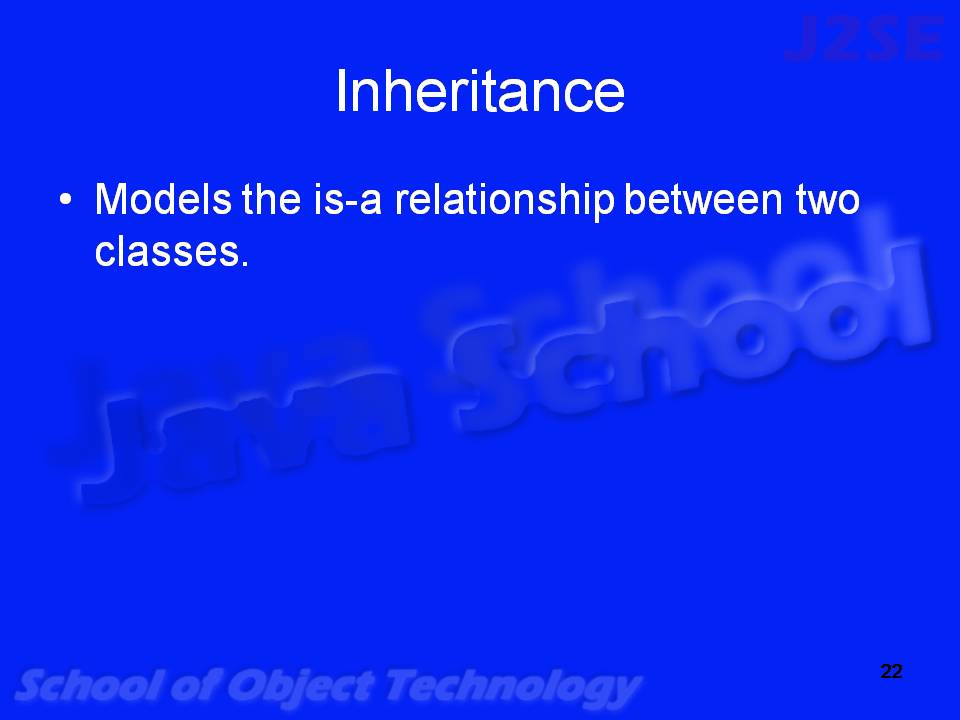 J2SE
Inheritance
• Models the is-a relationship between two
classes.
Java School
School of Object Technology
22